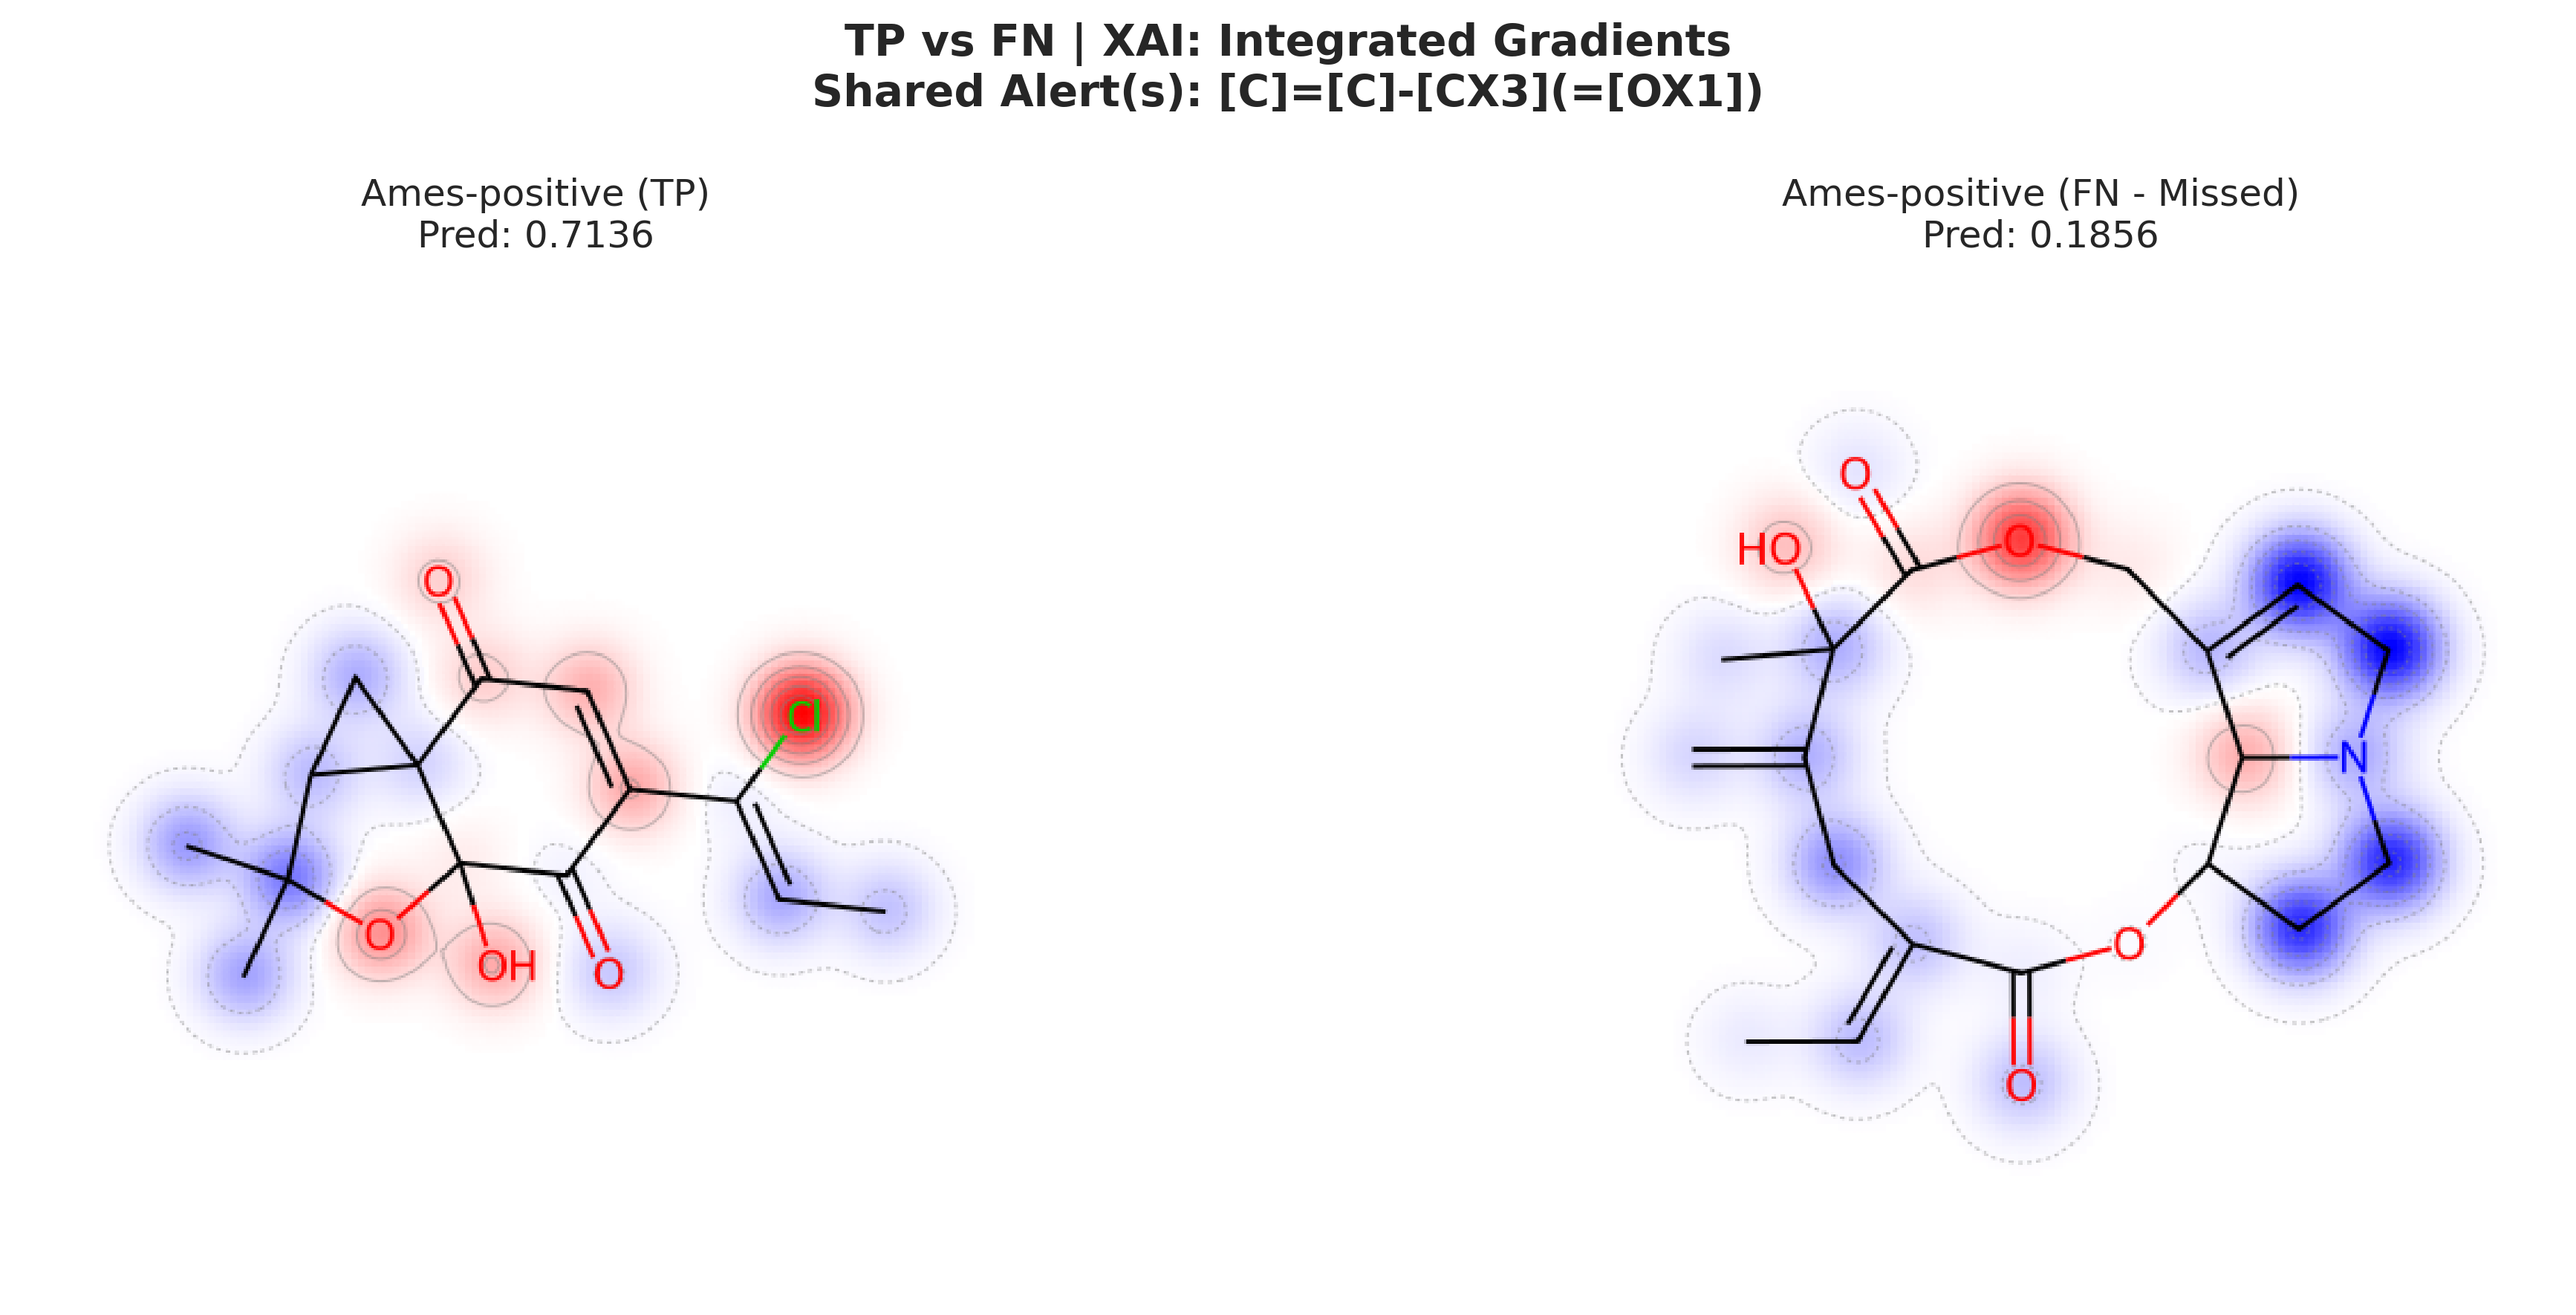 TP vs FN | XAI: Integrated Gradients
Shared Alert(s): [C]=[C]-[CX3](=[OX1])
Ames-positive (TP)
Pred: 0.7136
Ames-positive (FN - Missed)
Pred: 0.1856
O
Cl
O
OH
O
O
HO
O
N
O
O